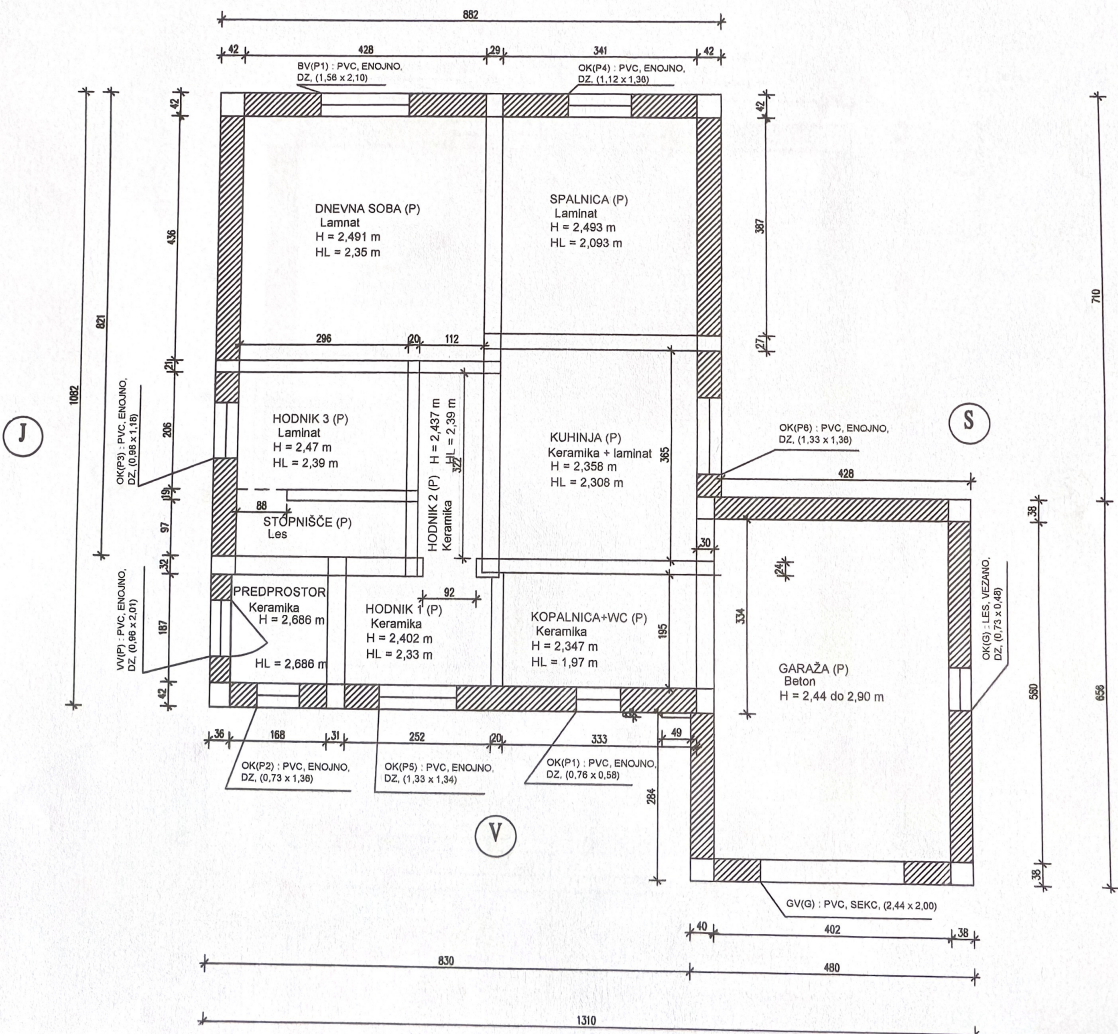 882
42
428
29
341
42
BV(P1) : PVC, ENOJNO,
DZ, (1,56 x 2,10)
OK(P4) : PVC, ENOJNO,
DZ, (1,12 x 1,36)
42
42
DNEVNA SOBA (P)
Lamnat
H = 2,491 m
HL = 2,35 m
SPALNICA (P)
Laminat
H = 2,493 m
HL = 2,093 m
436
387
710
821
1082
296
20
112
27
21
J
OK(P3) : PVC, ENOJNO,
DZ, (0,98 x 1,18)
206
HODNIK 3 (P)
Laminat
H = 2,47 m
HL = 2,39 m
HODNIK 2 (P) H = 2,437 m
Keramika HL = 2,39 m
322
KUHINJA (P)
Keramika + laminat
H = 2,358 m
HL = 2,308 m
365
OK(P6) : PVC, ENOJNO,
DZ, (1,33 x 1,36)
S
428
19
88
97
STOPNIŠČE (P)
Les
38
30
24
32
VV(P) : PVC, ENOJNO,
DZ, (0,96 x 2,01)
187
PREDPROSTOR
Keramika
H = 2,686 m
HL = 2,686 m
92
HODNIK 1 (P)
Keramika
H = 2,402 m
HL = 2,33 m
KOPALNICA+WC (P)
Keramika
H = 2,347 m
HL = 1,97 m
195
334
OK(G) : LES, VEZANO,
DZ, (0,73 x 0,48)
GARAŽA (P)
Beton
H = 2,44 do 2,90 m
580
656
42
36
168
31
252
20
333
49
OK(P2) : PVC, ENOJNO,
DZ, (0,73 x 1,36)
OK(P5) : PVC, ENOJNO,
DZ, (1,33 x 1,34)
OK(P1) : PVC, ENOJNO,
DZ, (0,76 x 0,58)
284
V
38
GV(G) : PVC, SEKC, (2,44 x 2,00)
40
402
38
830
480
1310